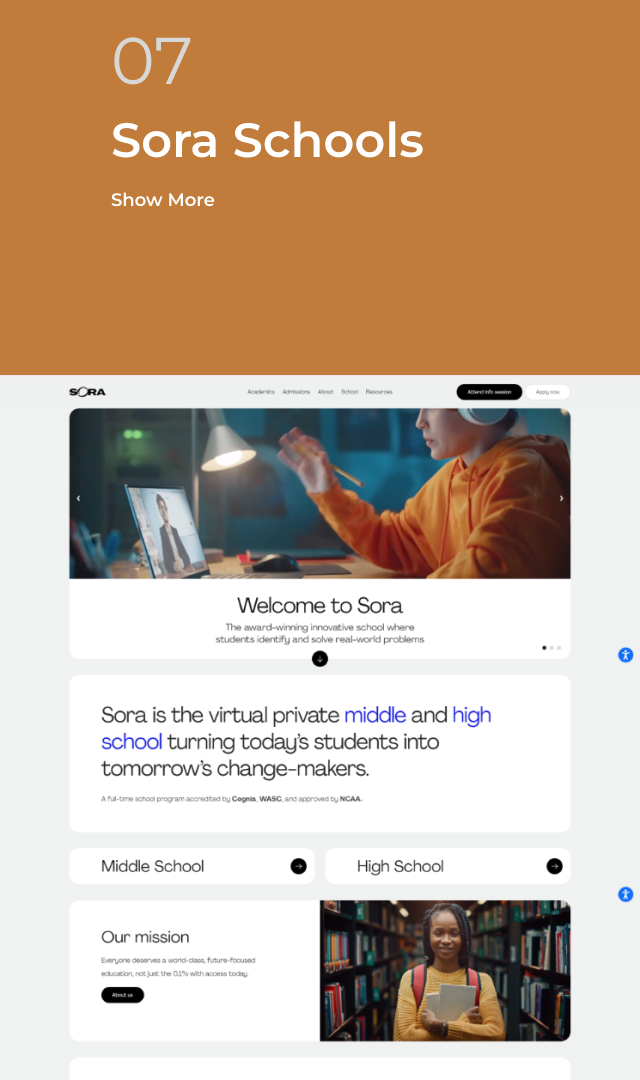 07
Sora Schools
Show More
SORA
Academics Admissions About School Resources
Attend info session
Apply now
Welcome to Sora
The award-winning innovative school where
students identify and solve real-world problems
Sora is the virtual private middle and high
school turning today's students into
tomorrow's change-makers.
A full-time school program accredited by Cognia, WASC, and approved by NCAA.
Middle School
High School
Our mission
Everyone deserves a world-class, future-focused
education, not just the 0.1% with access today.
About us